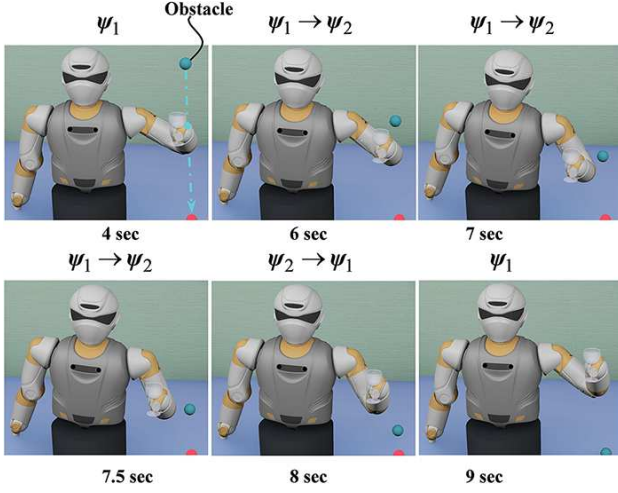 Obstacle
ψ₁
ψ₁ → ψ₂
ψ₁ → ψ₂
4 sec
6 sec
7 sec
ψ₁ → ψ₂
ψ₂ → ψ₁
ψ₁
7.5 sec
8 sec
9 sec